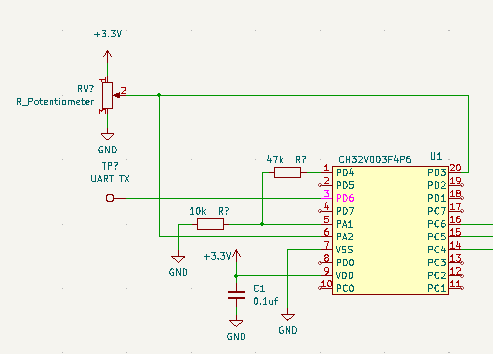 +3.3V
RV?
2
R_Potentiometer
GND
TP?
UART TX
47k R?
CH32V003F4P6 U1
1 PD4 PD3 20
2 PD5 PD2 19
3 PD6 PD1 18
4 PD7 PC7 17
10k R?
5 PA1 PC6 16
6 PA2 PC5 15
7 VSS PC4 14
+3.3V
8 PD0 PC3 13
GND
9 VDD PC2 12
10 PC0 PC1 11
C1
0.1uf
GND
GND